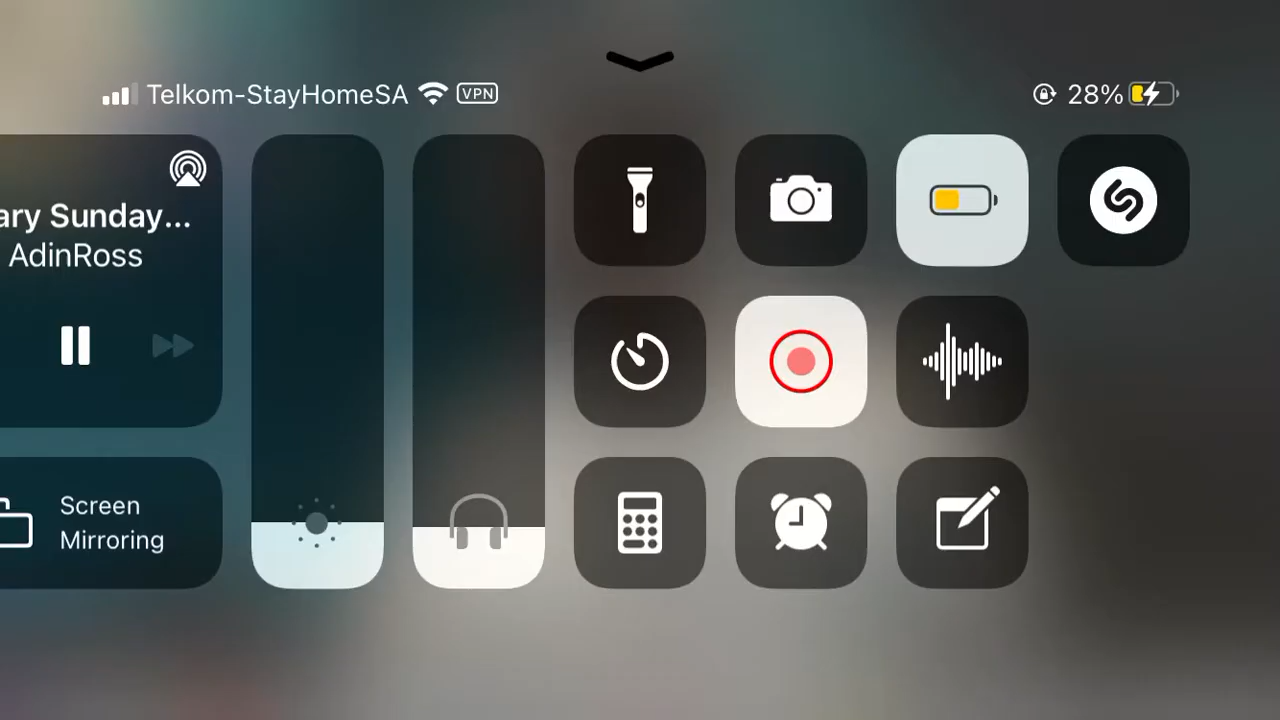 Telkom-StayHomeSA VPN 28%
ary Sunday...
AdinRoss
Screen
Mirroring